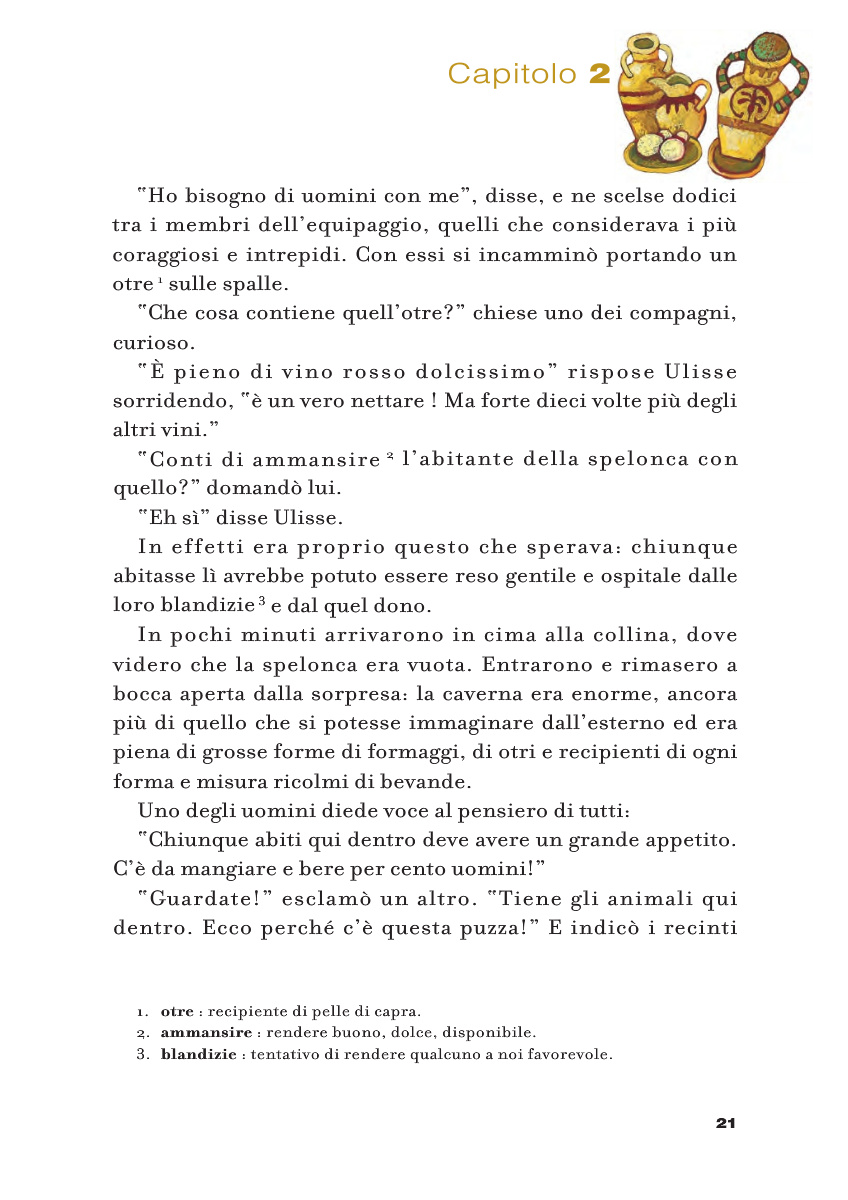 Capitolo 2
"Ho bisogno di uomini con me", disse, e ne scelse dodici
tra i membri dell'equipaggio, quelli che considerava i più
coraggiosi e intrepidi. Con essi si incamminò portando un
otre ¹ sulle spalle.
"Che cosa contiene quell'otre?" chiese uno dei compagni,
curioso.
"È pieno di vino rosso dolcissimo" rispose Ulisse
sorridendo, "è un vero nettare ! Ma forte dieci volte più degli
altri vini."
"Conti di ammansire ² l'abitante della spelonca con
quello?" domandò lui.
"Eh sì" disse Ulisse.
In effetti era proprio questo che sperava: chiunque
abitasse lì avrebbe potuto essere reso gentile e ospitale dalle
loro blandizie ³ e dal quel dono.
In pochi minuti arrivarono in cima alla collina, dove
videro che la spelonca era vuota. Entrarono e rimasero a
bocca aperta dalla sorpresa: la caverna era enorme, ancora
più di quello che si potesse immaginare dall'esterno ed era
piena di grosse forme di formaggi, di otri e recipienti di ogni
forma e misura ricolmi di bevande.
Uno degli uomini diede voce al pensiero di tutti:
"Chiunque abiti qui dentro deve avere un grande appetito.
C'è da mangiare e bere per cento uomini!"
"Guardate!" esclamò un altro. "Tiene gli animali qui
dentro. Ecco perché c'è questa puzza!" E indicò i recinti
1. otre : recipiente di pelle di capra.
2. ammansire : rendere buono, dolce, disponibile.
3. blandizie : tentativo di rendere qualcuno a noi favorevole.
21